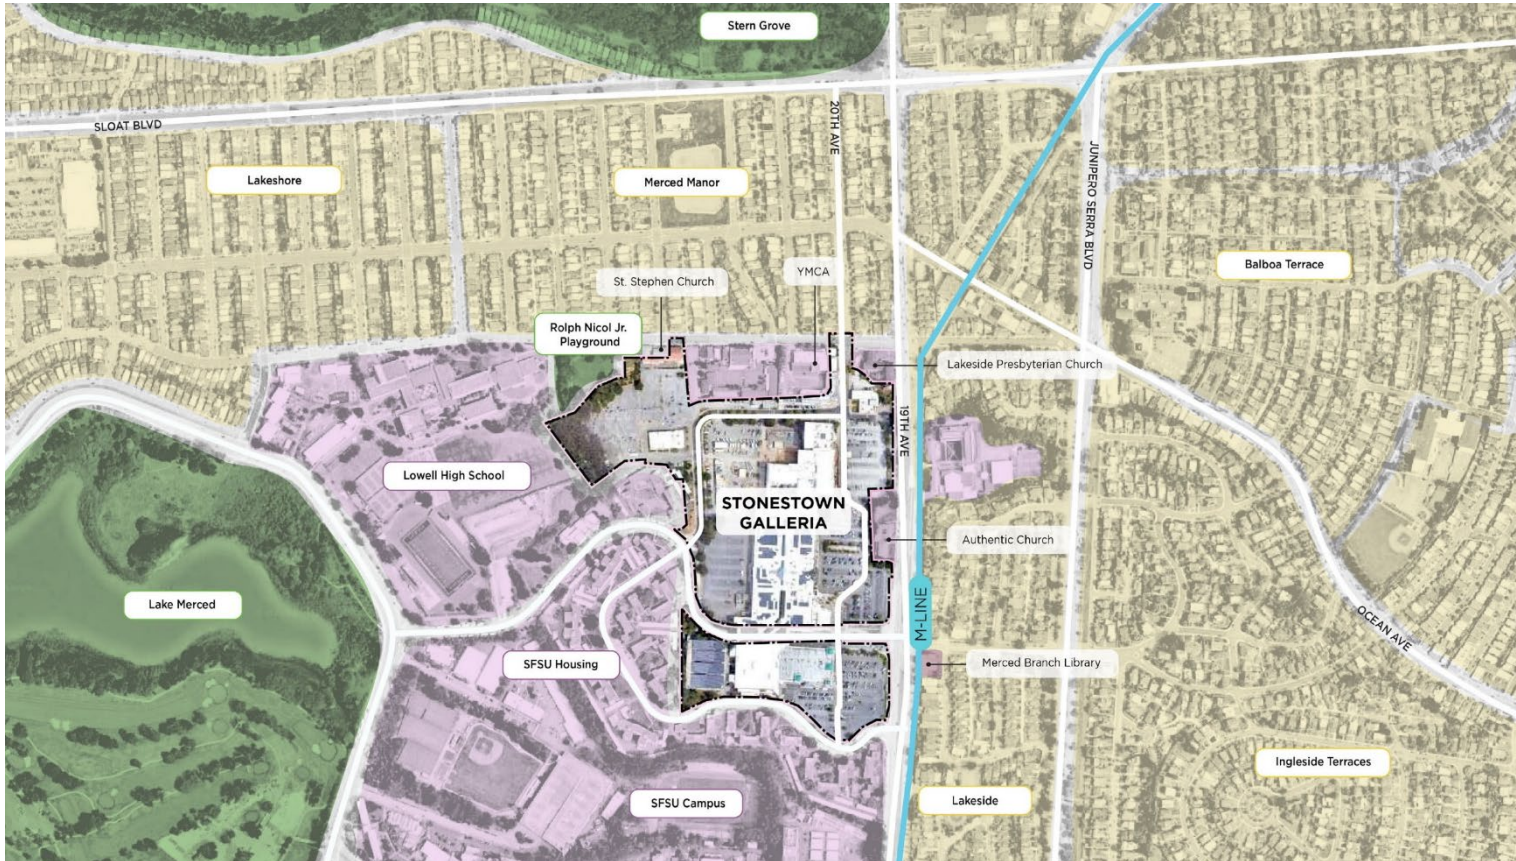 Stern Grove
SLOAT BLVD
20TH AVE
Lakeshore
Merced Manor
JUNIPERO SERRA BLVD
Balboa Terrace
St. Stephen Church
YMCA
Rolph Nicol Jr.
Playground
Lakeside Presbyterian Church
19TH AVE
Lowell High School
STONESTOWN
GALLERIA
Authentic Church
Lake Merced
M-LINE
OCEAN AVE
SFSU Housing
Merced Branch Library
Ingleside Terraces
SFSU Campus
Lakeside